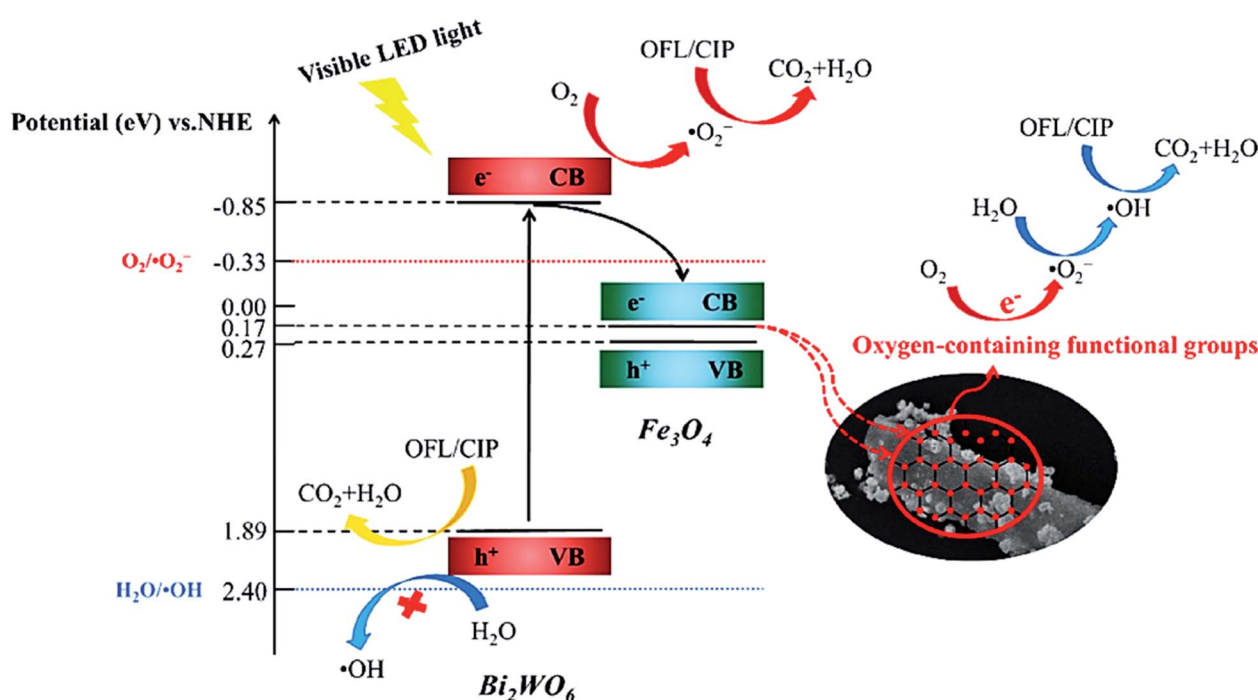 Visible LED light
Potential (eV) vs.NHE
OFL/CIP
CO₂+H₂O
O₂
•O₂⁻
e⁻ CB
-0.85
O₂/•O₂⁻
-0.33
0.00
0.17
0.27
e⁻ CB
h⁺ VB
Fe₃O₄
OFL/CIP
CO₂+H₂O
H₂O
•OH
O₂
•O₂⁻
e⁻
Oxygen-containing functional groups
OFL/CIP
CO₂+H₂O
1.89
h⁺ VB
H₂O/•OH
2.40
H₂O
•OH
Bi₂WO₆